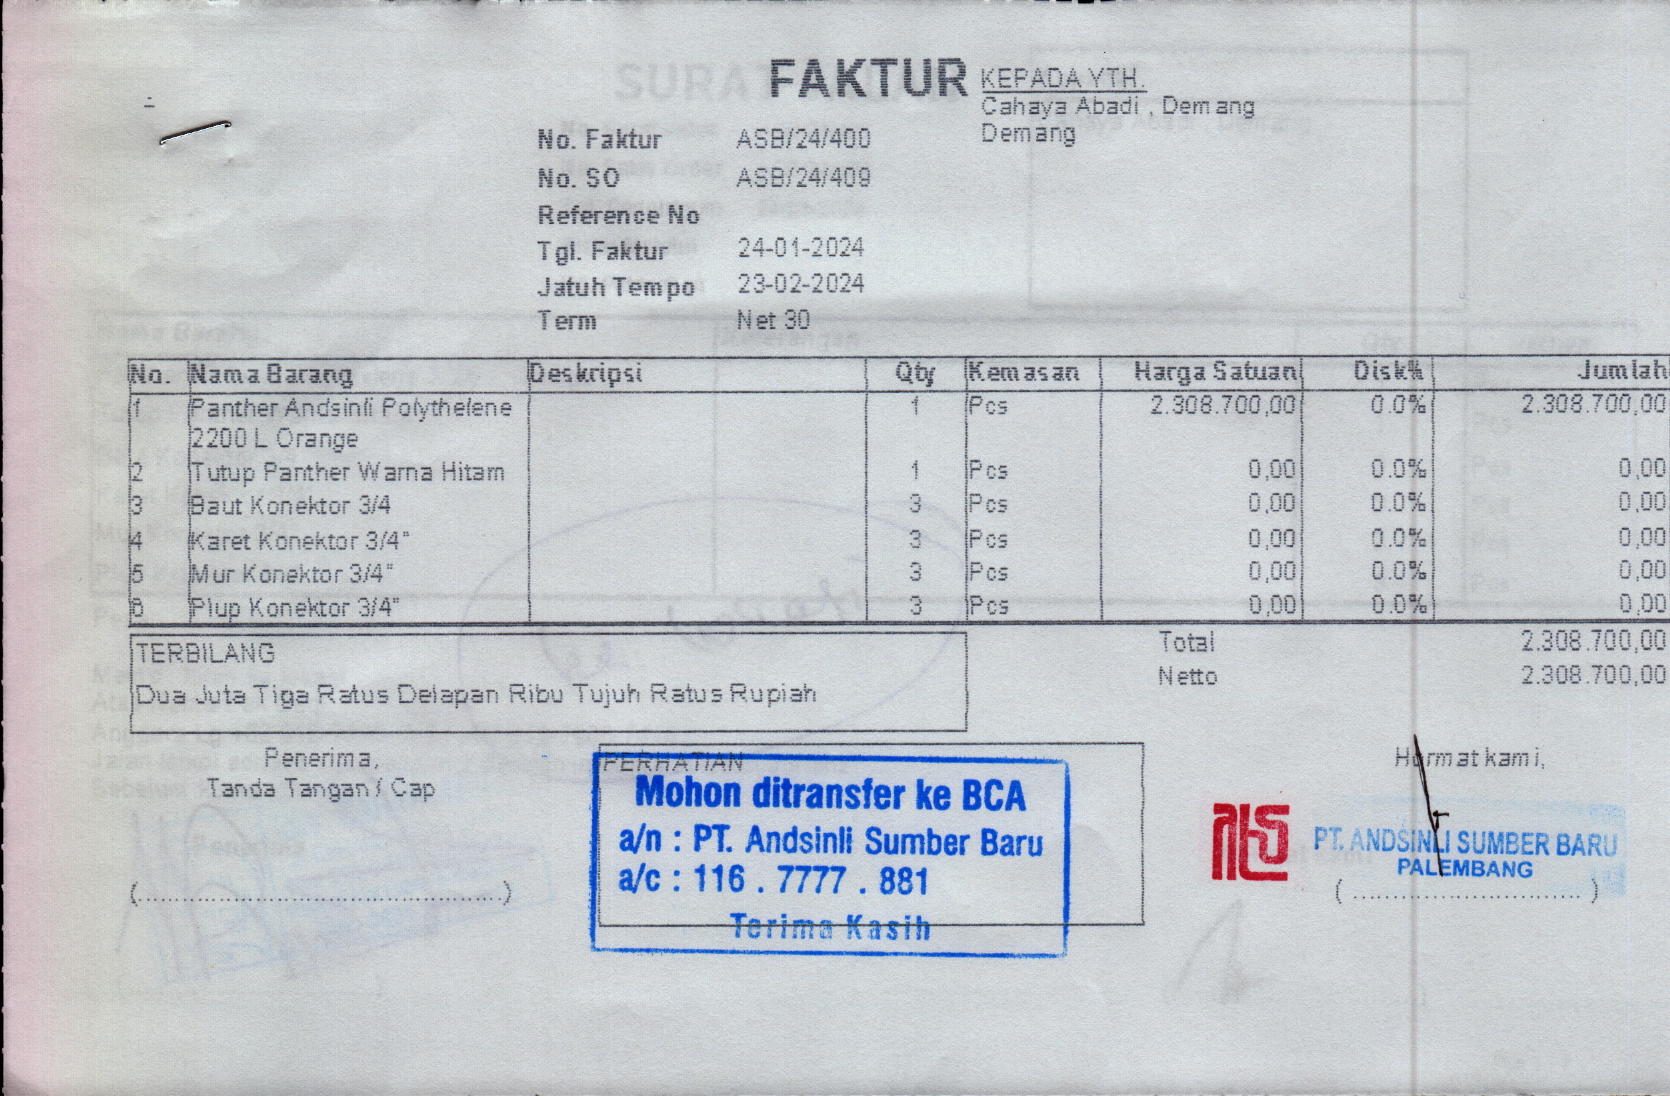 FAKTUR
KEPADA YTH.
Cahaya Abadi , Demang
Demang
No. Faktur ASB/24/400
No. SO ASB/24/409
Reference No
Tgl. Faktur 24-01-2024
Jatuh Tempo 23-02-2024
Term Net 30
No. Nama Barang Deskripsi Qty Kemasan Harga Satuan Disk% Jumlah
1 Panther Andsinli Polythelene 1 Pcs 2.308.700,00 0.0% 2.308.700,00
2200 L Orange
2 Tutup Panther Warna Hitam 1 Pcs 0,00 0.0% 0,00
3 Baut Konektor 3/4 3 Pcs 0,00 0.0% 0,00
4 Karet Konektor 3/4" 3 Pcs 0,00 0.0% 0,00
5 Mur Konektor 3/4" 3 Pcs 0,00 0.0% 0,00
6 Plup Konektor 3/4" 3 Pcs 0,00 0.0% 0,00
TERBILANG
Dua Juta Tiga Ratus Delapan Ribu Tujuh Ratus Rupiah
Total 2.308.700,00
Netto 2.308.700,00
Penerima,
Tanda Tangan / Cap
(..................................................)
PERHATIAN
Mohon ditransfer ke BCA
a/n : PT. Andsinli Sumber Baru
a/c : 116 . 7777 . 881
Terima Kasih
Hormat kami,
PT. ANDSINLI SUMBER BARU
PALEMBANG
( ............................. )